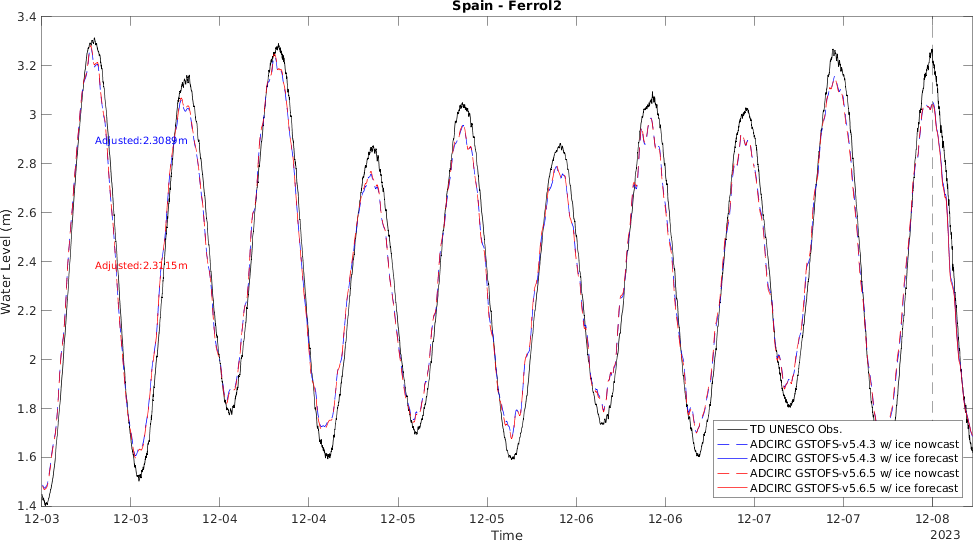 Spain - Ferrol2
3.4
3.2
3
2.8
2.6
2.4
2.2
2
1.8
1.6
1.4
Water Level (m)
Adjusted:2.3089m
Adjusted:2.3215m
TD UNESCO Obs.
ADCIRC GSTOFS-v5.4.3 w/ ice nowcast
ADCIRC GSTOFS-v5.4.3 w/ ice forecast
ADCIRC GSTOFS-v5.6.5 w/ ice nowcast
ADCIRC GSTOFS-v5.6.5 w/ ice forecast
12-03 12-03 12-04 12-04 12-05 12-05 12-06 12-06 12-07 12-07 12-08
2023
Time